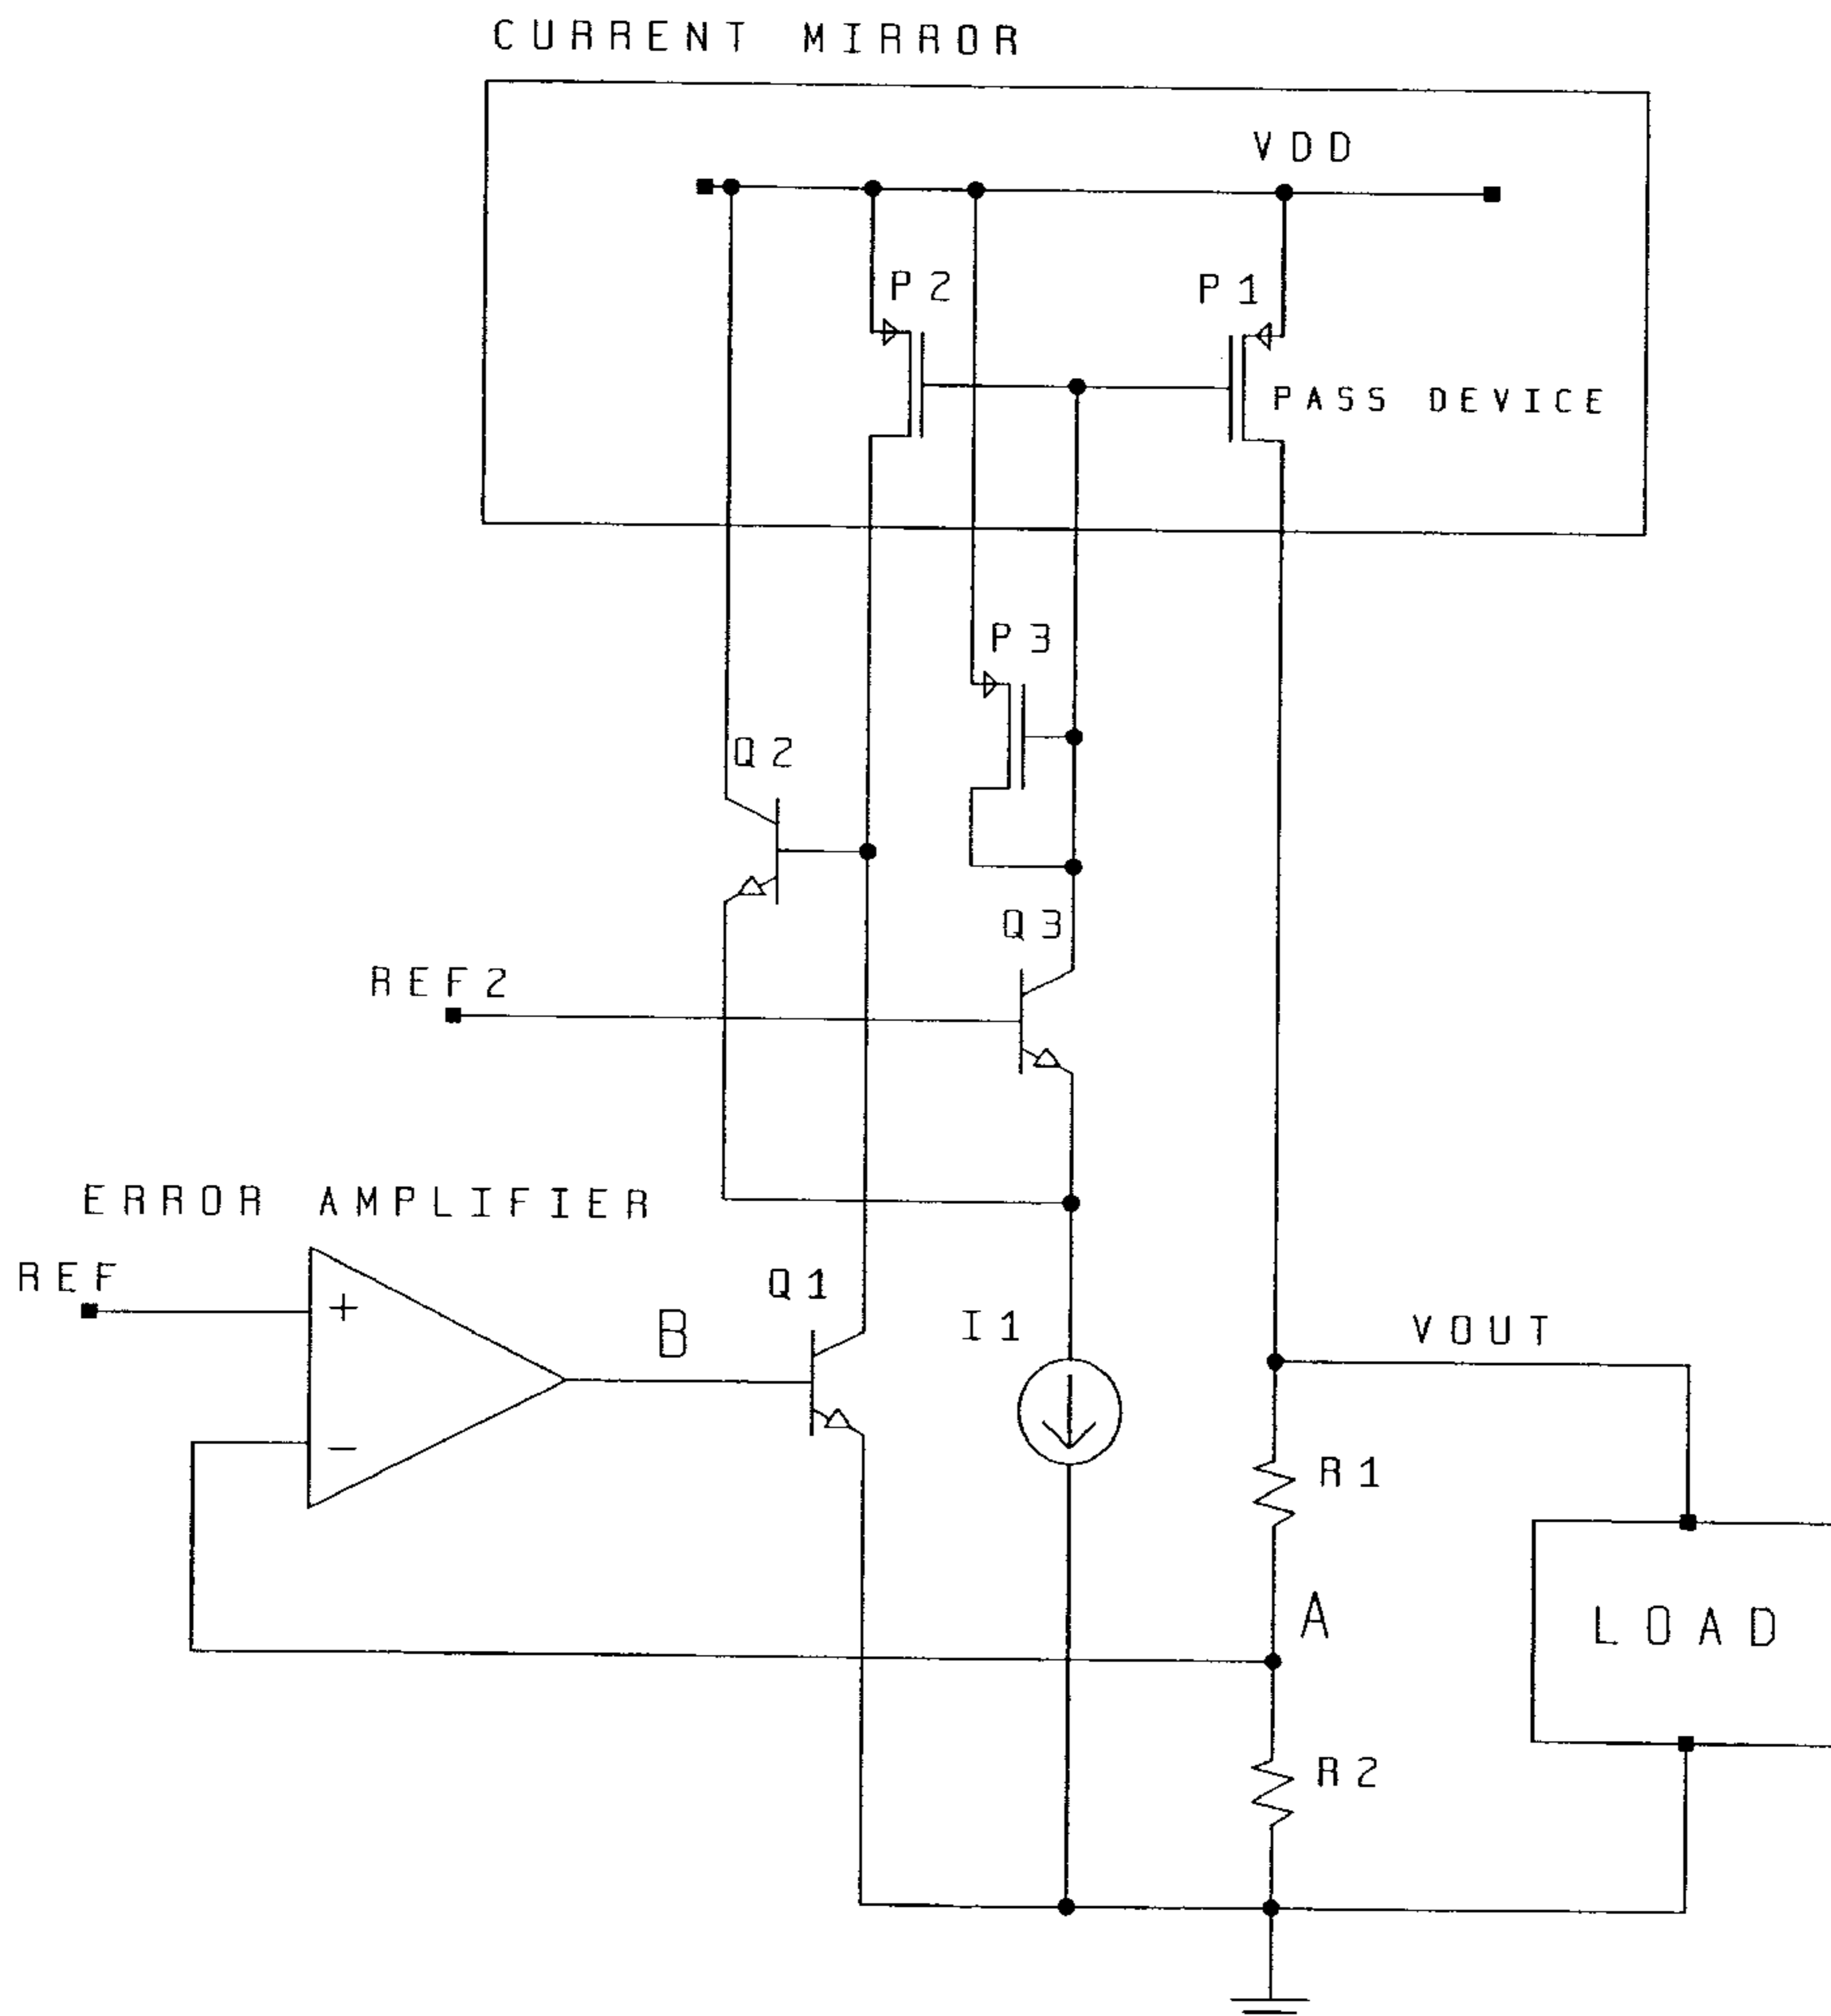 CURRENT MIRROR
VDD
P2
P1
PASS DEVICE
P3
Q2
Q3
REF2
ERROR AMPLIFIER
REF
+
−
B
Q1
I1
VOUT
R1
A
LOAD
R2